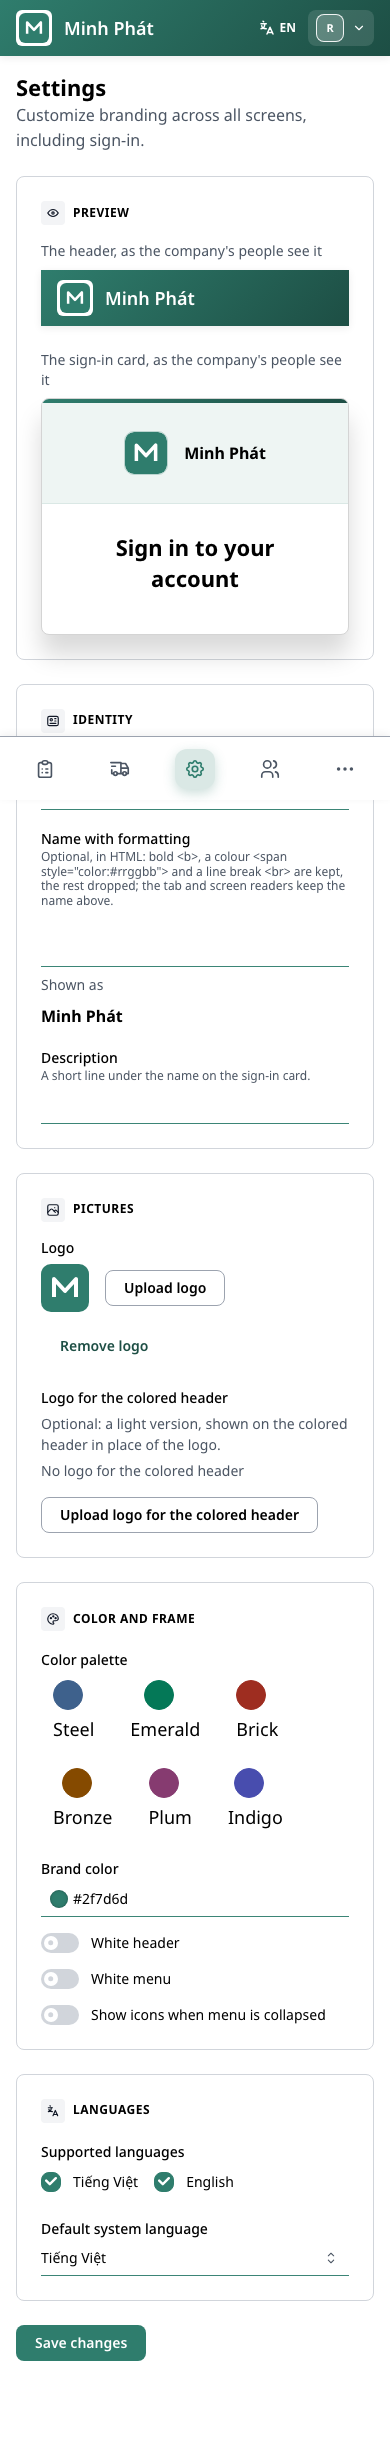 Minh Phát
EN
R
Settings
Customize branding across all screens,
including sign-in.
PREVIEW
The header, as the company's people see it
Minh Phát
The sign-in card, as the company's people see
it
Minh Phát
Sign in to your
account
IDENTITY
Name with formatting
Optional, in HTML: bold <b>, a colour <span
style="color:#rrggbb"> and a line break <br> are kept,
the rest dropped; the tab and screen readers keep the
name above.
Shown as
Minh Phát
Description
A short line under the name on the sign-in card.
PICTURES
Logo
Upload logo
Remove logo
Logo for the colored header
Optional: a light version, shown on the colored
header in place of the logo.
No logo for the colored header
Upload logo for the colored header
COLOR AND FRAME
Color palette
Steel Emerald Brick
Bronze Plum Indigo
Brand color
#2f7d6d
White header
White menu
Show icons when menu is collapsed
LANGUAGES
Supported languages
Tiếng Việt English
Default system language
Tiếng Việt
Save changes